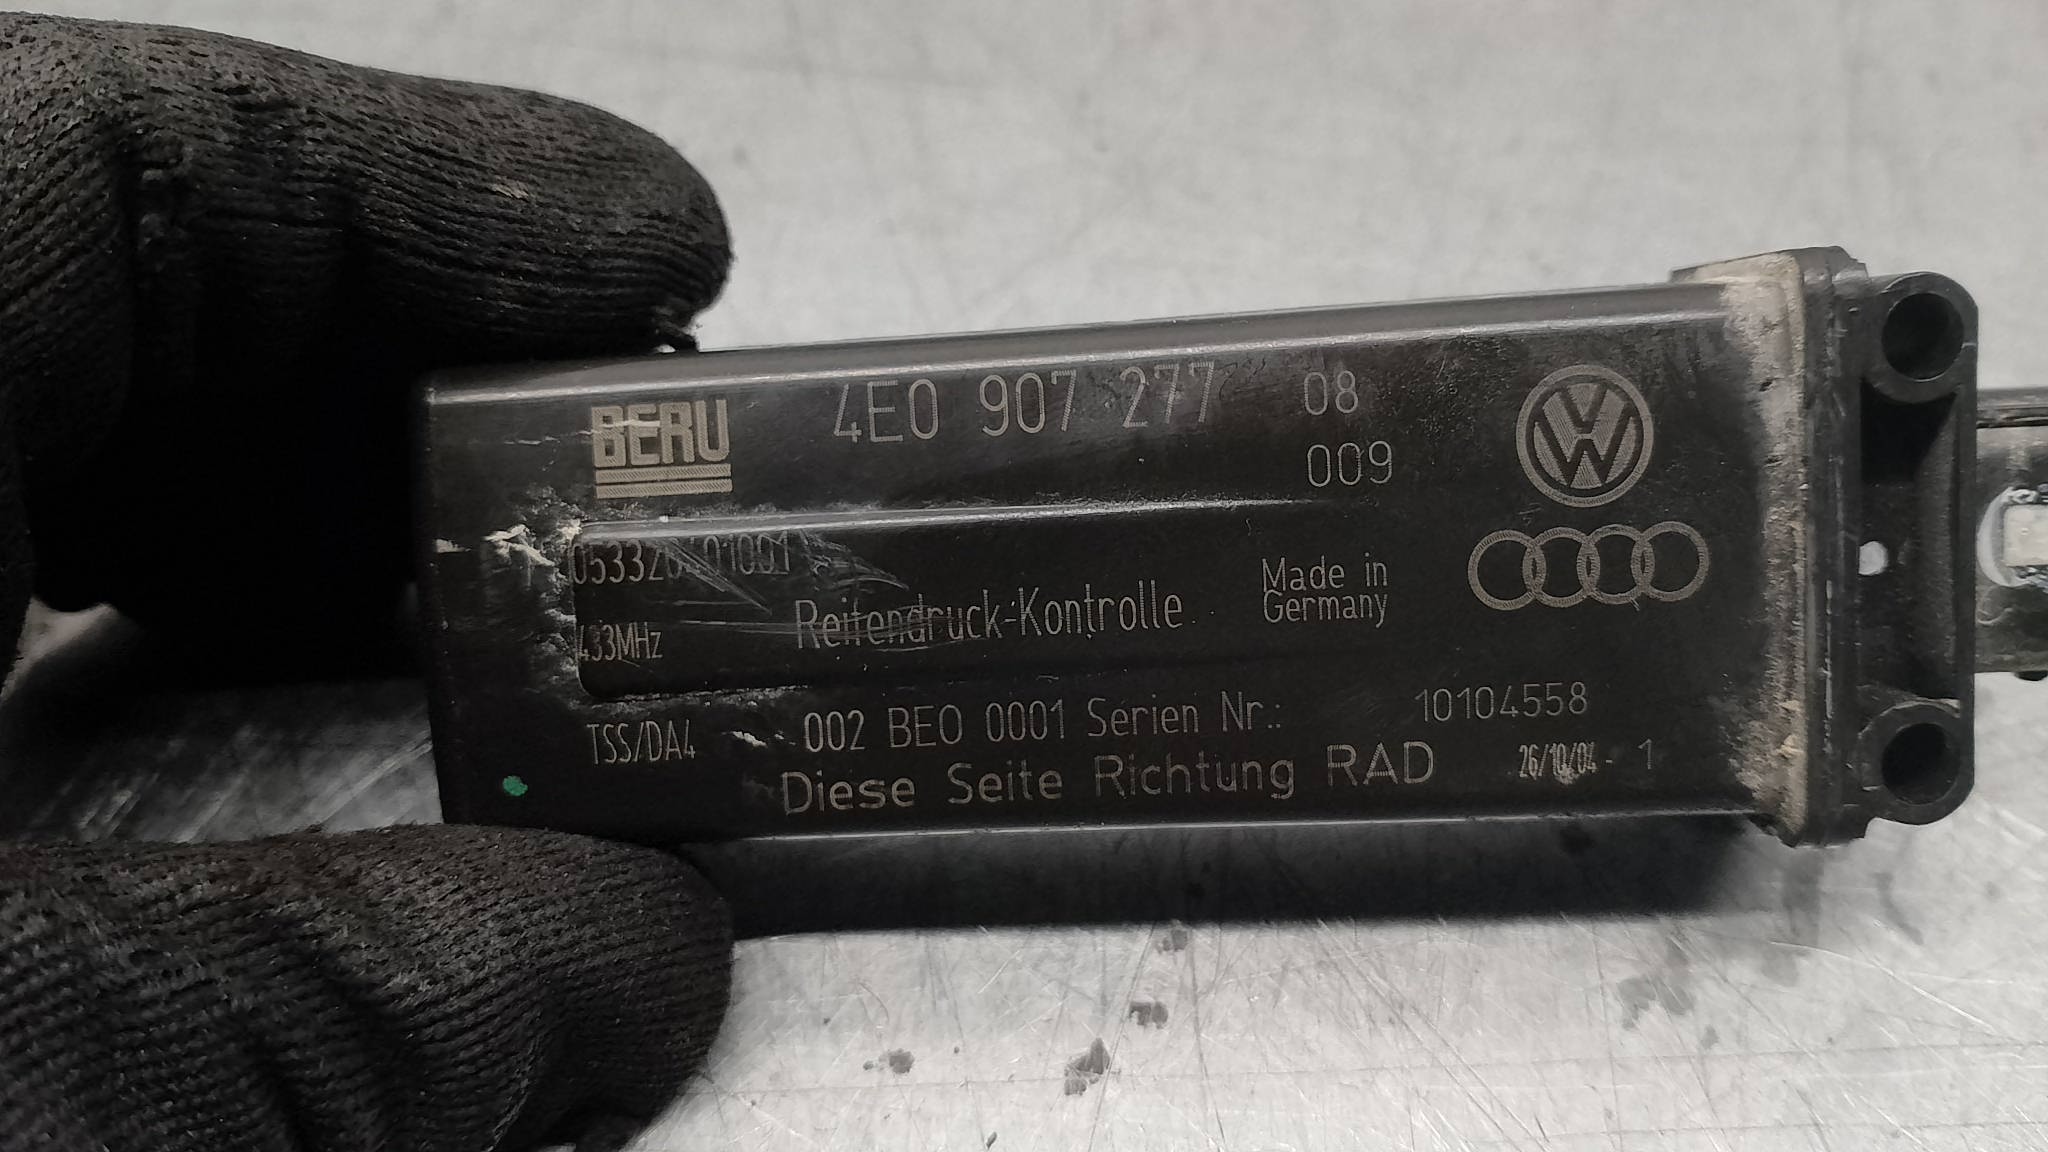 BERU
4E0 907 277 08
009
433MHz
Reifendruck-Kontrolle
Made in
Germany
TSS/DA4
002 BE0 0001 Serien Nr.: 10104558
Diese Seite Richtung RAD 26/10/04 - 1